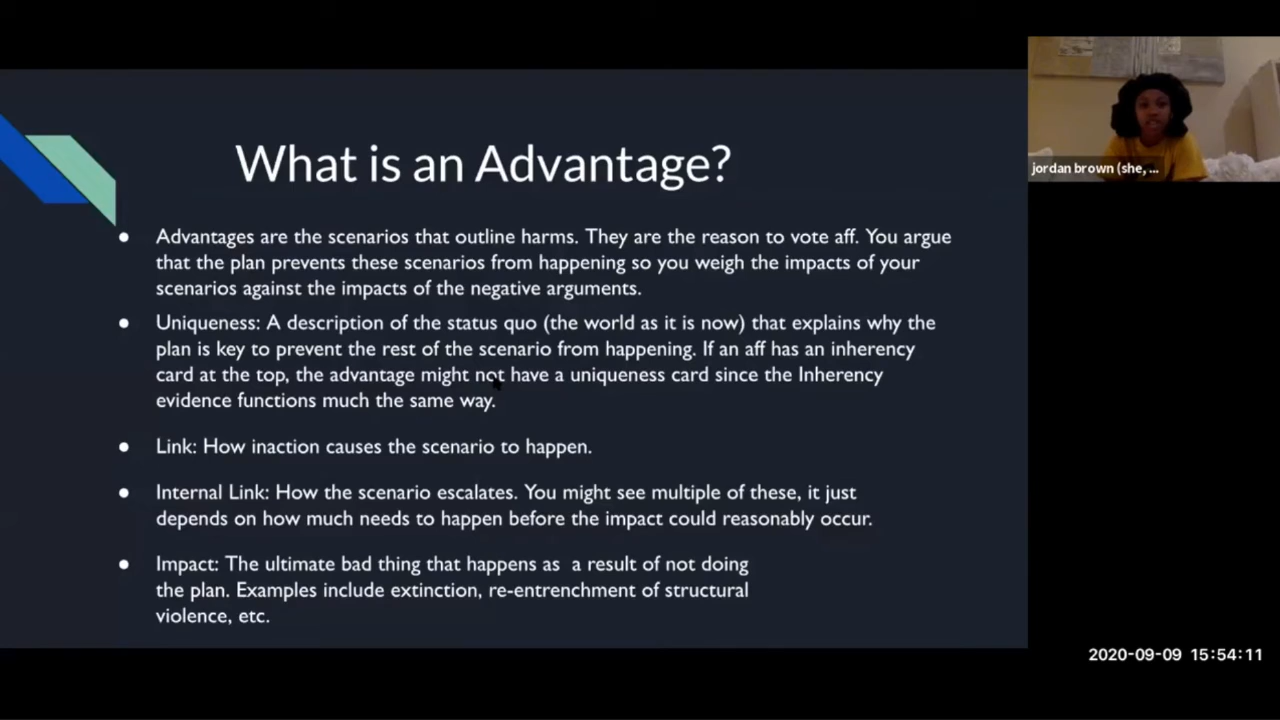 What is an Advantage?
Advantages are the scenarios that outline harms. They are the reason to vote aff. You argue
that the plan prevents these scenarios from happening so you weigh the impacts of your
scenarios against the impacts of the negative arguments.
Uniqueness: A description of the status quo (the world as it is now) that explains why the
plan is key to prevent the rest of the scenario from happening. If an aff has an inherency
card at the top, the advantage might not have a uniqueness card since the Inherency
evidence functions much the same way.
Link: How inaction causes the scenario to happen.
Internal Link: How the scenario escalates. You might see multiple of these, it just
depends on how much needs to happen before the impact could reasonably occur.
Impact: The ultimate bad thing that happens as  a result of not doing
the plan. Examples include extinction, re-entrenchment of structural
violence, etc.
jordan brown (she, ...
2020-09-09 15:54:11